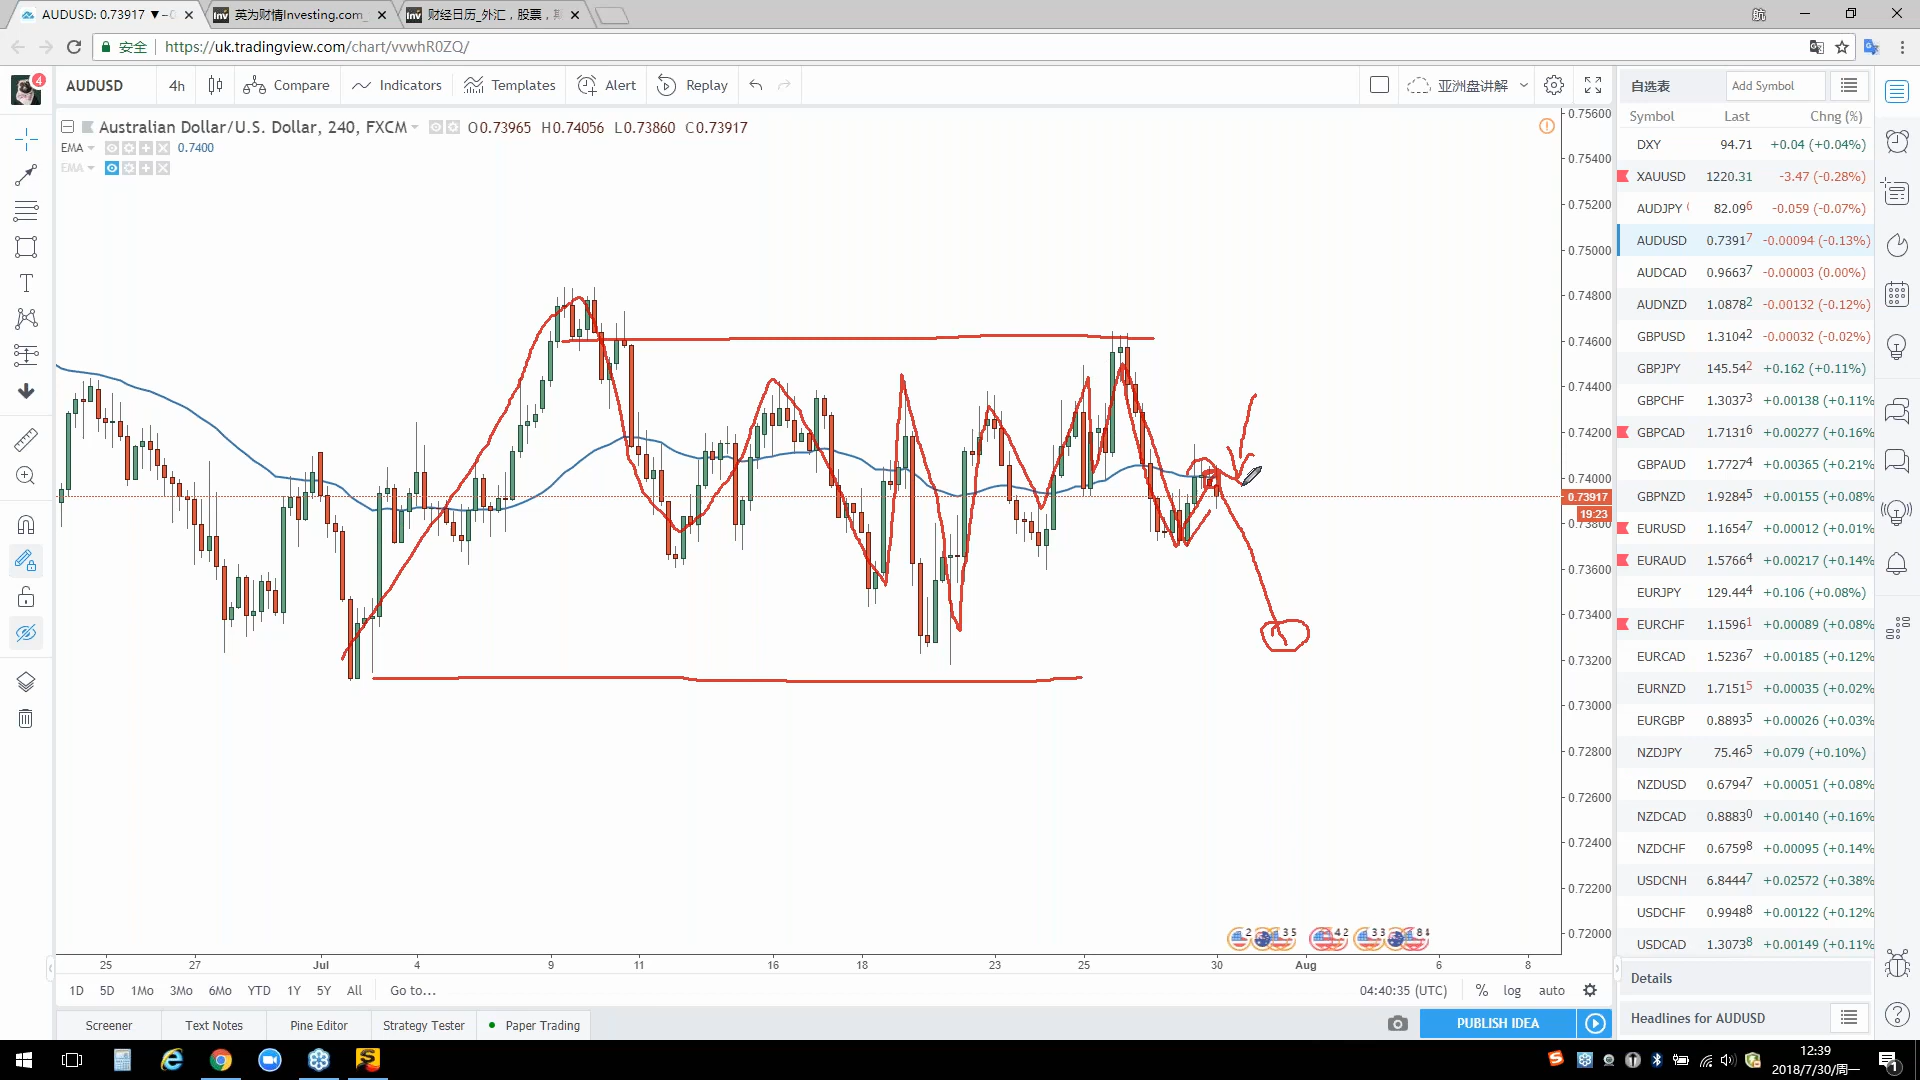 AUDUSD: 0.73917 ▼ −0
英为财情Investing.com_
财经日历_外汇，股票，期
航
安全 https://uk.tradingview.com/chart/vvwhR0ZQ/
4 AUDUSD 4h Compare Indicators Templates Alert Replay 亚洲盘讲解
Australian Dollar/U.S. Dollar, 240, FXCM O0.73965 H0.74056 L0.73860 C0.73917
EMA 0.7400
EMA
0.75600
0.75400
0.75200
0.75000
0.74800
0.74600
0.74400
0.74200
0.74000
0.73917
19:23
0.73800
0.73600
0.73400
0.73200
0.73000
0.72800
0.72600
0.72400
0.72200
0.72000
25 27 Jul 4 9 11 16 18 23 25 30 Aug 6 8
1D 5D 1Mo 3Mo 6Mo YTD 1Y 5Y All Go to... 04:40:35 (UTC) % log auto
Screener Text Notes Pine Editor Strategy Tester Paper Trading PUBLISH IDEA
自选表 Add Symbol
Symbol Last Chng (%)
DXY 94.71 +0.04 (+0.04%)
XAUUSD 1220.31 -3.47 (-0.28%)
AUDJPY 82.096 -0.059 (-0.07%)
AUDUSD 0.73917 -0.00094 (-0.13%)
AUDCAD 0.96637 -0.00003 (0.00%)
AUDNZD 1.08782 -0.00132 (-0.12%)
GBPUSD 1.31042 -0.00032 (-0.02%)
GBPJPY 145.542 +0.162 (+0.11%)
GBPCHF 1.30373 +0.00138 (+0.11%
GBPCAD 1.71316 +0.00277 (+0.16%
GBPAUD 1.77274 +0.00365 (+0.21%
GBPNZD 1.92845 +0.00155 (+0.08%
EURUSD 1.16547 +0.00012 (+0.01%
EURAUD 1.57664 +0.00217 (+0.14%
EURJPY 129.444 +0.106 (+0.08%)
EURCHF 1.15961 +0.00089 (+0.08%
EURCAD 1.52367 +0.00185 (+0.12%
EURNZD 1.71515 +0.00035 (+0.02%
EURGBP 0.88935 +0.00026 (+0.03%
NZDJPY 75.465 +0.079 (+0.10%)
NZDUSD 0.67947 +0.00051 (+0.08%
NZDCAD 0.88830 +0.00140 (+0.16%
NZDCHF 0.67598 +0.00095 (+0.14%
USDCNH 6.84447 +0.02572 (+0.38%
USDCHF 0.99488 +0.00122 (+0.12%
USDCAD 1.30738 +0.00149 (+0.11%
Details
Headlines for AUDUSD
12:39
2018/7/30/周一
1